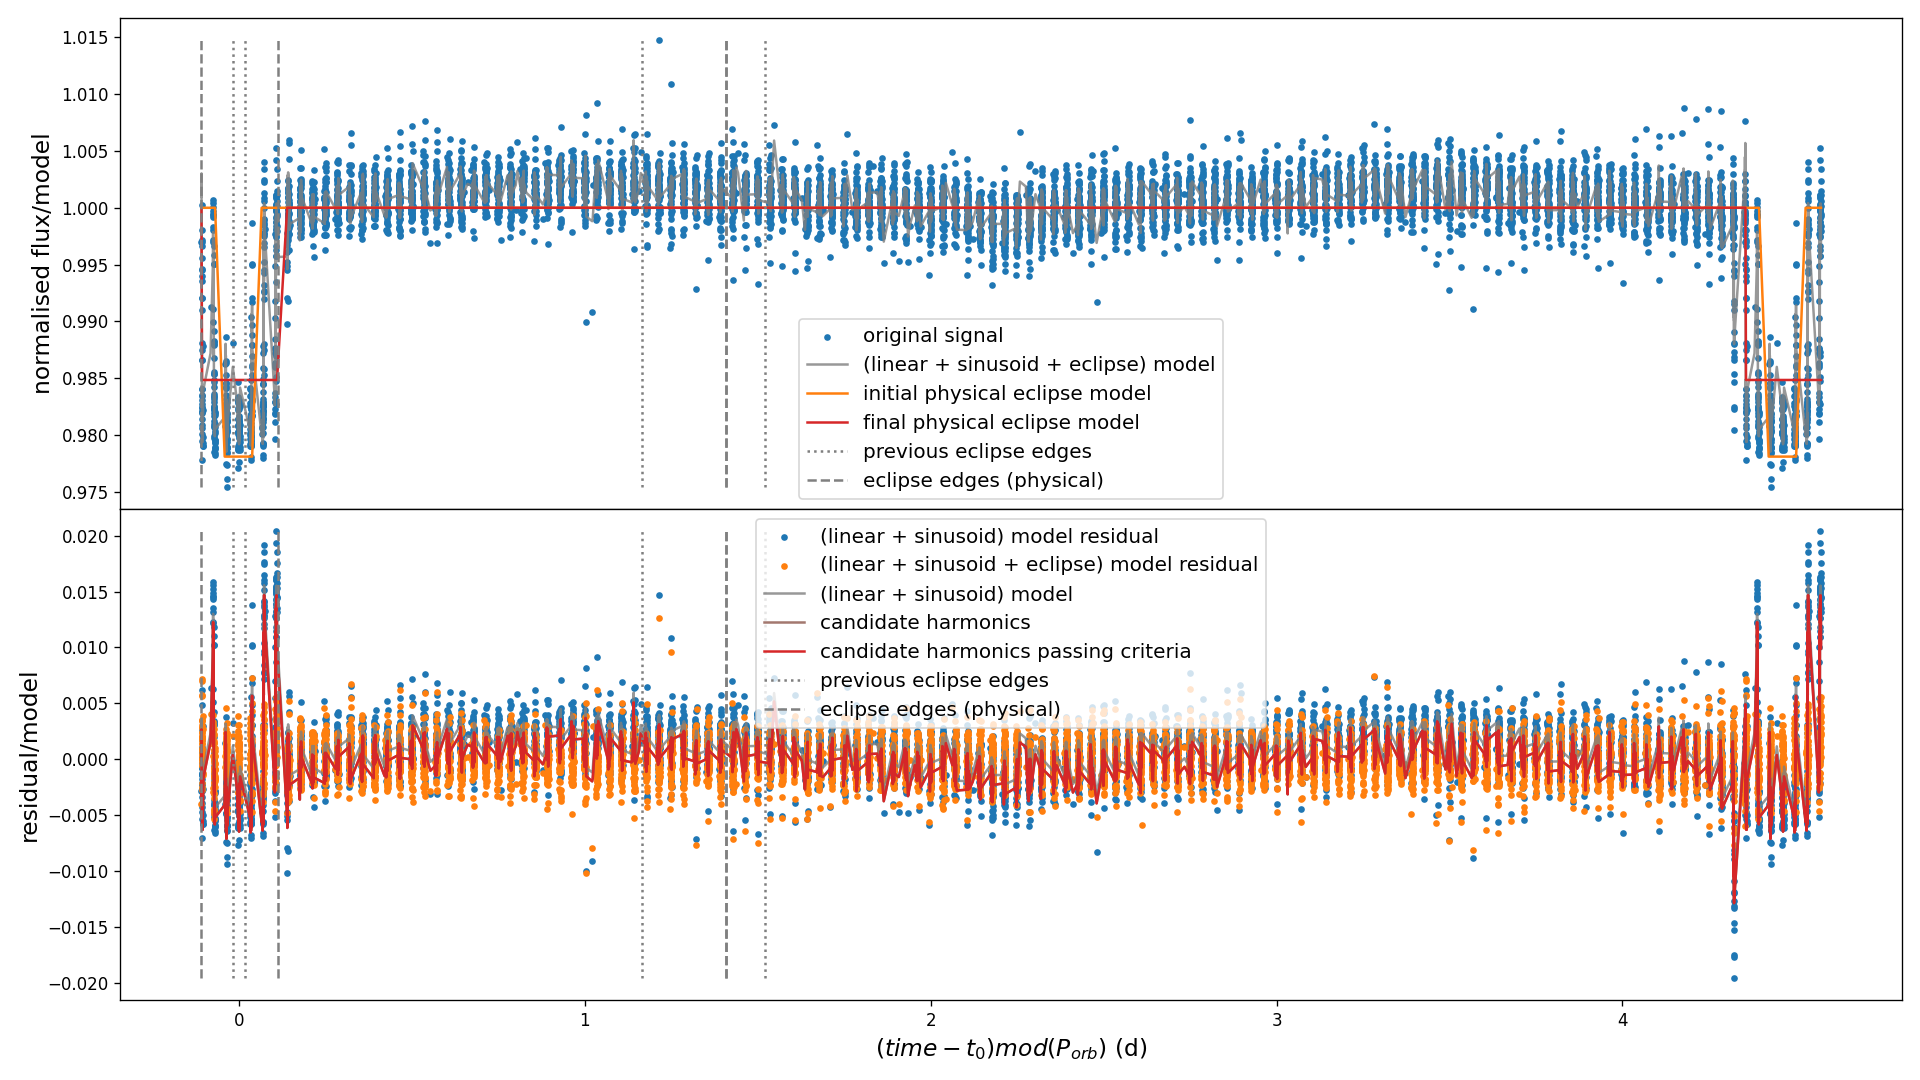 1.015
1.010
1.005
1.000
0.995
0.990
0.985
0.980
0.975
normalised flux/model
original signal
(linear + sinusoid + eclipse) model
initial physical eclipse model
final physical eclipse model
previous eclipse edges
eclipse edges (physical)
0.020
0.015
0.010
0.005
0.000
−0.005
−0.010
−0.015
−0.020
residual/model
(linear + sinusoid) model residual
(linear + sinusoid + eclipse) model residual
(linear + sinusoid) model
candidate harmonics
candidate harmonics passing criteria
previous eclipse edges
eclipse edges (physical)
0 1 2 3 4
(time − t₀)mod(P_orb) (d)